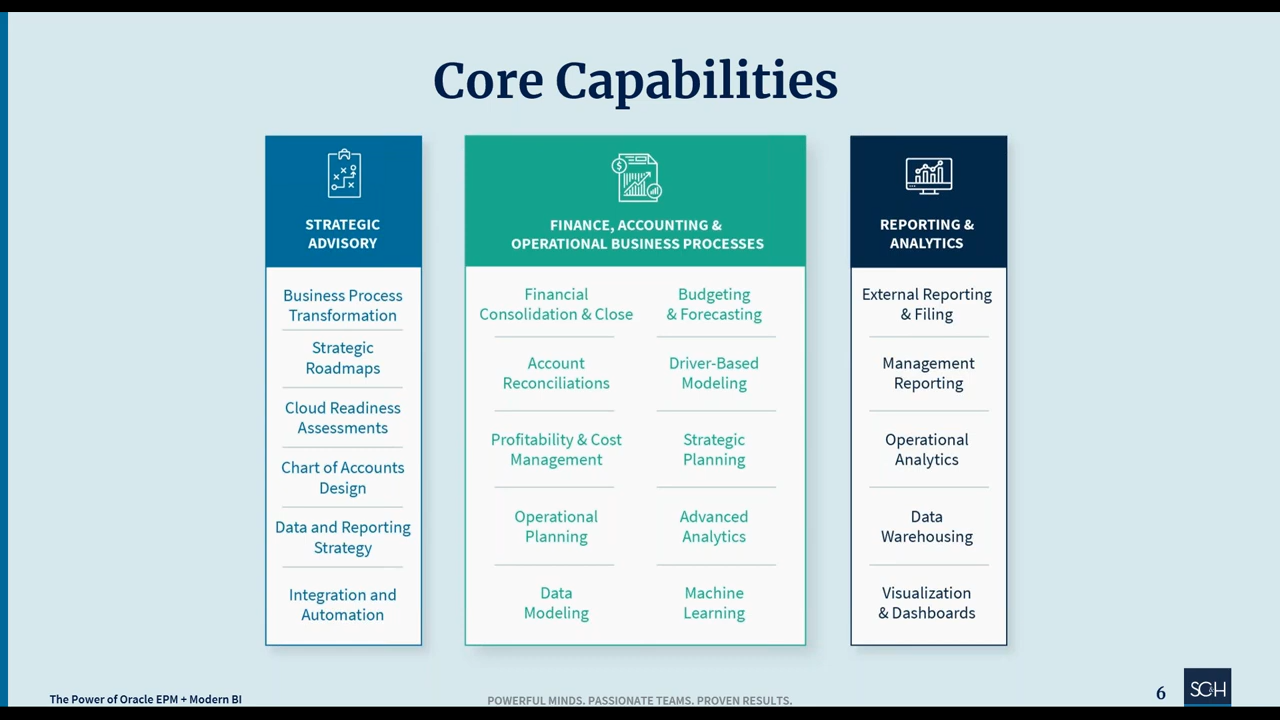 Core Capabilities
STRATEGIC
ADVISORY
Business Process
Transformation
Strategic
Roadmaps
Cloud Readiness
Assessments
Chart of Accounts
Design
Data and Reporting
Strategy
Integration and
Automation
$
FINANCE, ACCOUNTING &
OPERATIONAL BUSINESS PROCESSES
Financial
Consolidation & Close
Account
Reconciliations
Profitability & Cost
Management
Operational
Planning
Data
Modeling
Budgeting
& Forecasting
Driver-Based
Modeling
Strategic
Planning
Advanced
Analytics
Machine
Learning
REPORTING &
ANALYTICS
External Reporting
& Filing
Management
Reporting
Operational
Analytics
Data
Warehousing
Visualization
& Dashboards
The Power of Oracle EPM + Modern BI
POWERFUL MINDS. PASSIONATE TEAMS. PROVEN RESULTS.
6
SC&H